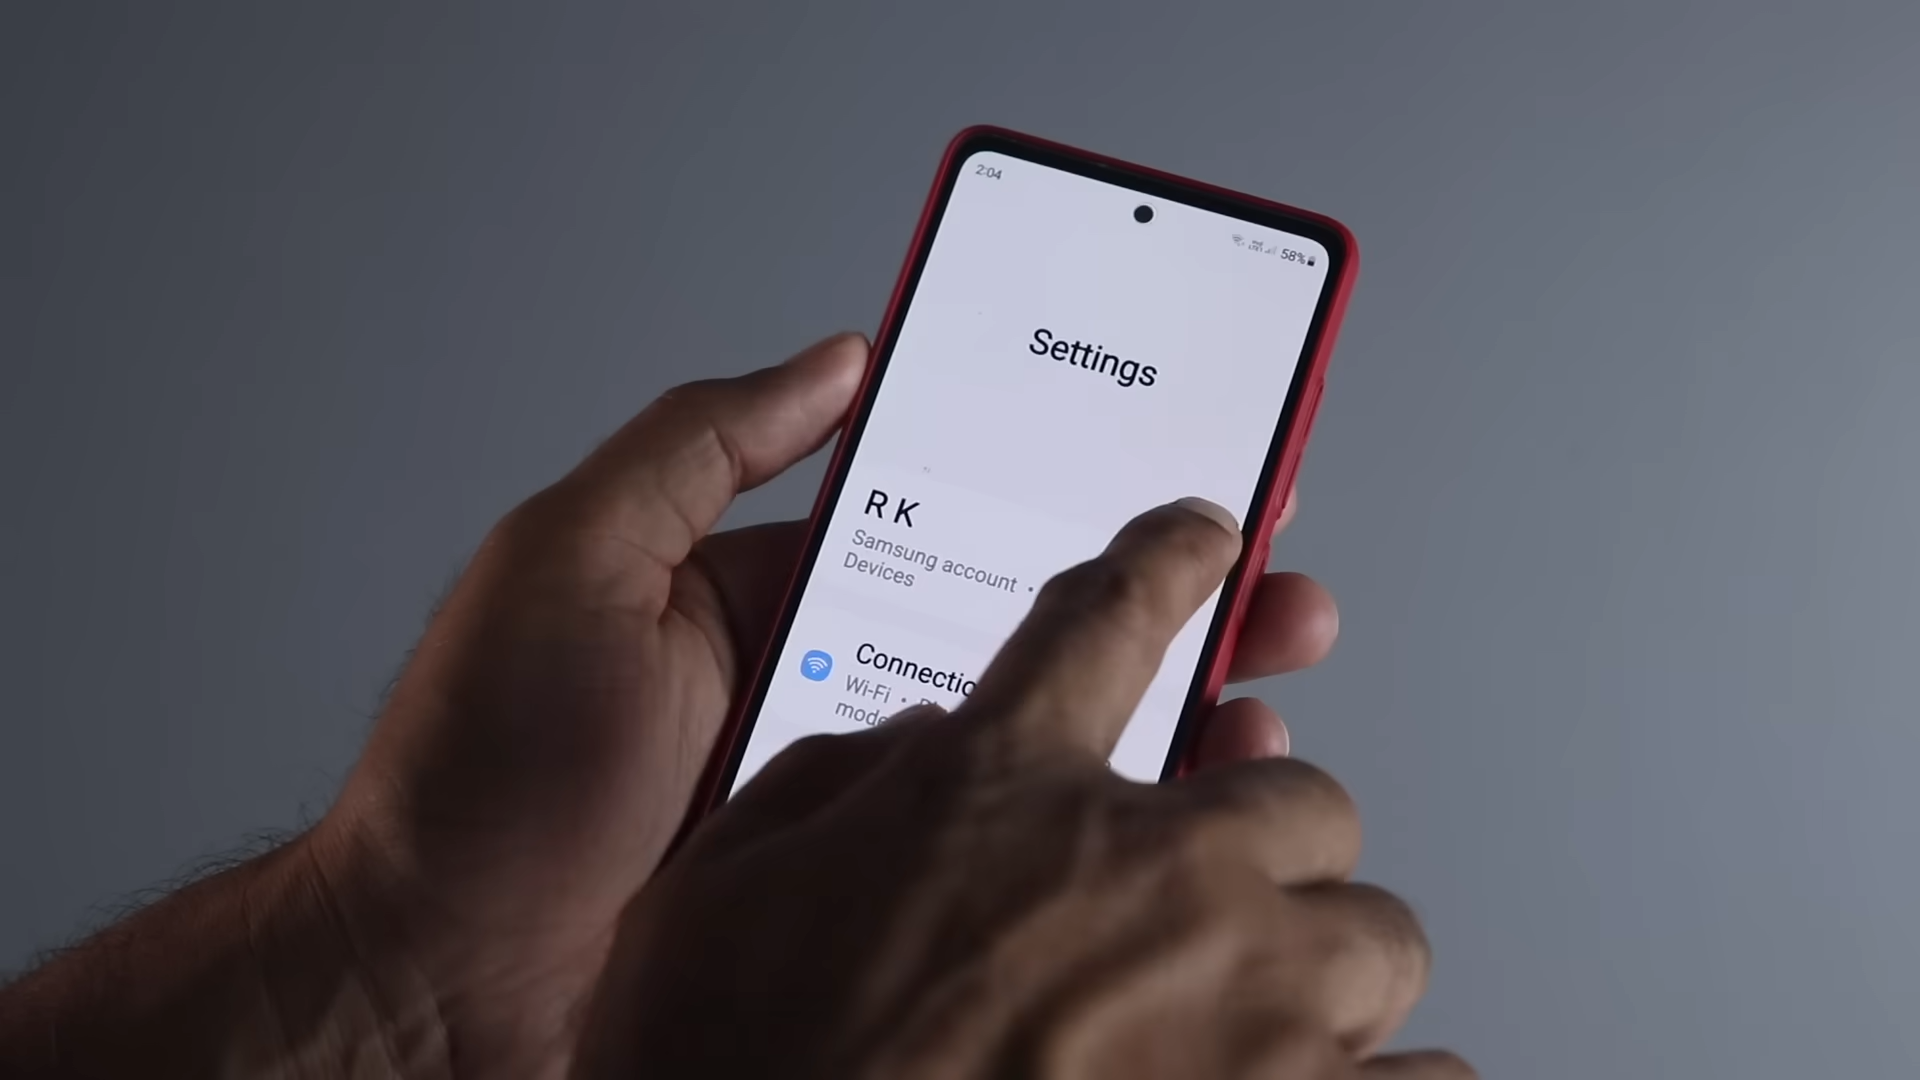 2:04
58%
Settings
R K
Samsung account •
Devices
Connectio
Wi-Fi •
mode